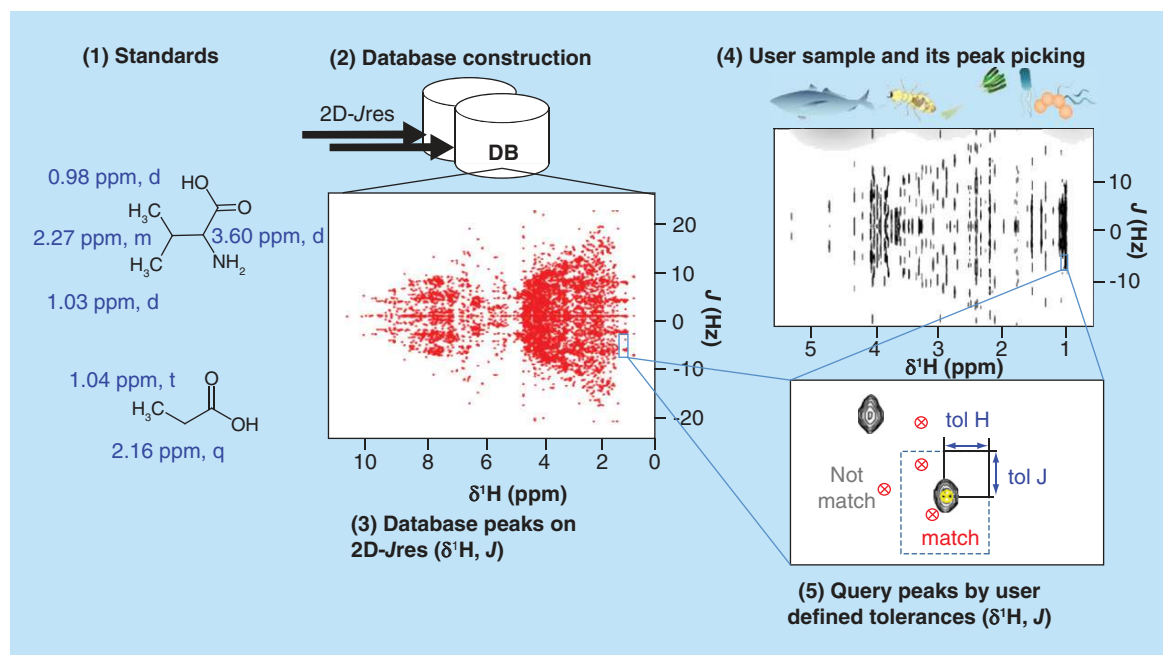 (1) Standards
0.98 ppm, d
HO
O
H₃C
2.27 ppm, m
3.60 ppm, d
H₃C
NH₂
1.03 ppm, d
1.04 ppm, t
O
H₃C
OH
2.16 ppm, q
(2) Database construction
2D-Jres
DB
20
10
0
-10
-20
J (Hz)
10 8 6 4 2 0
δ¹H (ppm)
(3) Database peaks on
2D-Jres (δ¹H, J)
(4) User sample and its peak picking
10
0
-10
J (Hz)
5 4 3 2 1
δ¹H (ppm)
tol H
tol J
Not
match
match
(5) Query peaks by user
defined tolerances (δ¹H, J)